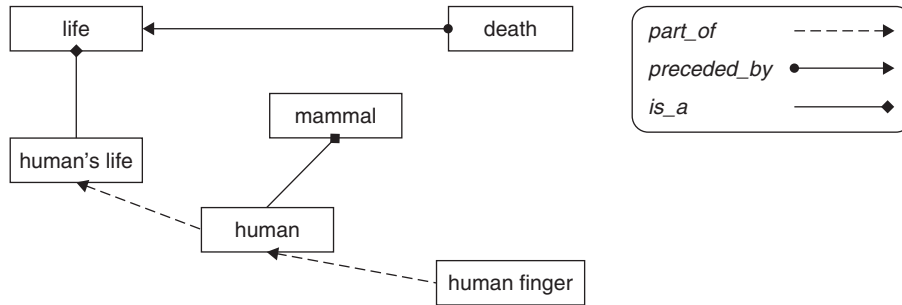 life
death
mammal
human's life
human
human finger
part_of
preceded_by
is_a